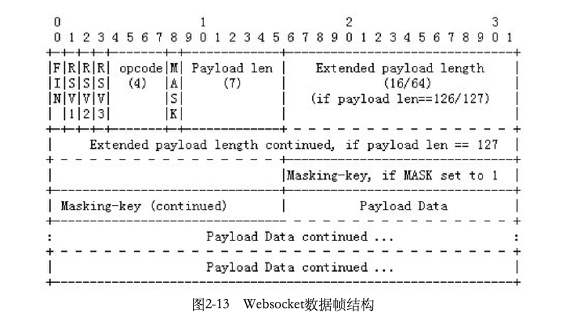 0 1 2 3
0 1 2 3 4 5 6 7 8 9 0 1 2 3 4 5 6 7 8 9 0 1 2 3 4 5 6 7 8 9 0 1
+-+-+-+-+-------+-+-------------+-------------------------------+
|F|R|R|R| opcode|M| Payload len | Extended payload length |
|I|S|S|S| (4) |A| (7) | (16/64) |
|N|V|V|V| |S| | (if payload len==126/127) |
| |1|2|3| |K| | |
+-+-+-+-+-------+-+-------------+ - - - - - - - - - - - - - - - +
| Extended payload length continued, if payload len == 127 |
+ - - - - - - - - - - - - - - - +-------------------------------+
| |Masking-key, if MASK set to 1 |
+-------------------------------+-------------------------------+
| Masking-key (continued) | Payload Data |
+-------------------------------- - - - - - - - - - - - - - - - +
: Payload Data continued ... :
+ - - - - - - - - - - - - - - - - - - - - - - - - - - - - - - - +
| Payload Data continued ... |
+---------------------------------------------------------------+
图2-13 Websocket数据帧结构